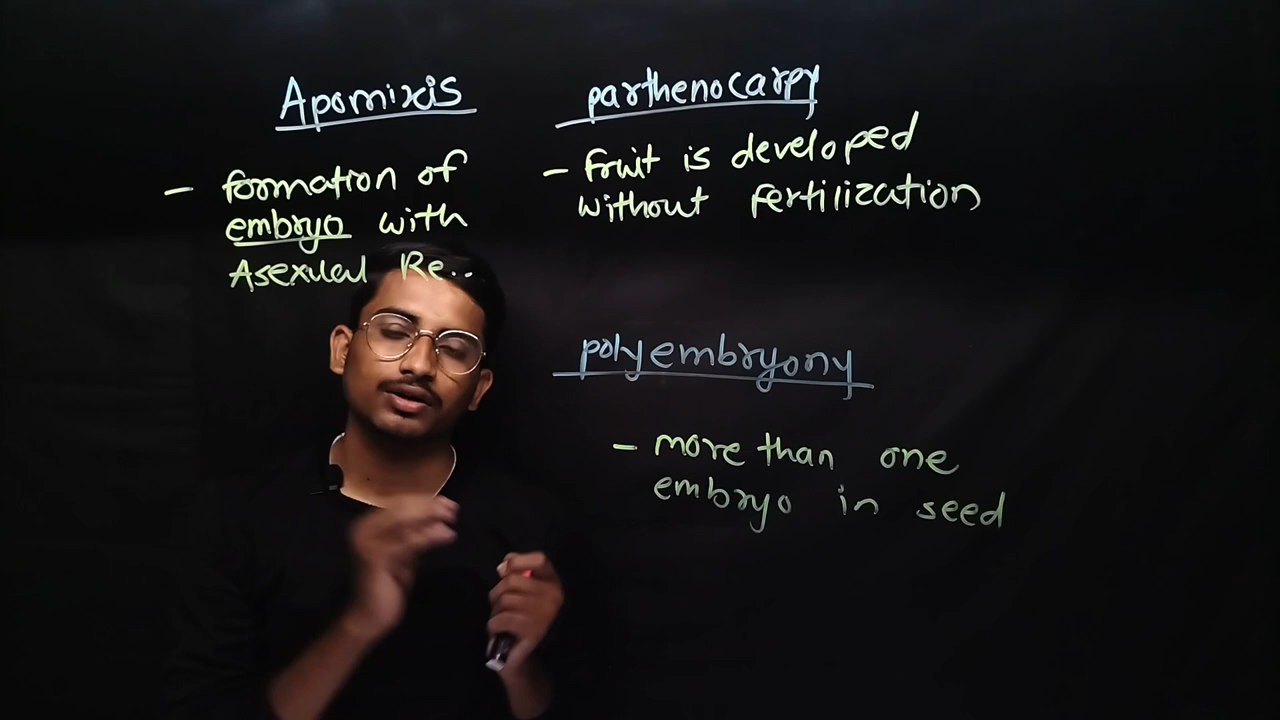 Apomixis
- formation of
embryo with
Asexual Re..
parthenocarpy
- fruit is developed
without fertilization
polyembryony
- more than one
embryo in seed